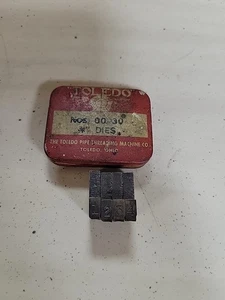 TOLEDO
NOS. 00-30
DIES
THE TOLEDO PIPE THREADING MACHINE CO.
TOLEDO, OHIO